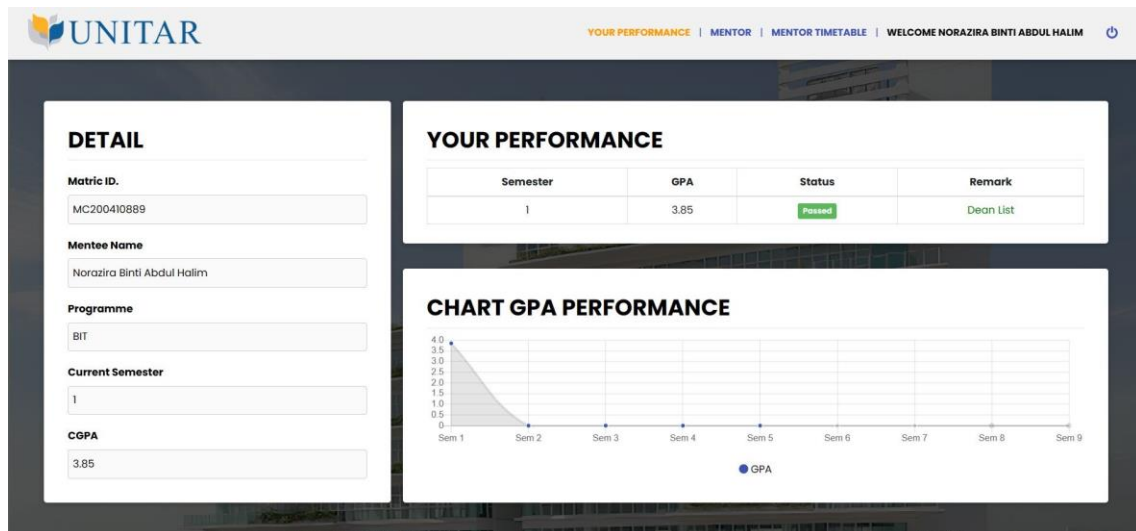 UNITAR
YOUR PERFORMANCE | MENTOR | MENTOR TIMETABLE | WELCOME NORAZIRA BINTI ABDUL HALIM
DETAIL
Matric ID.
MC200410889
Mentee Name
Norazira Binti Abdul Halim
Programme
BIT
Current Semester
1
CGPA
3.85
YOUR PERFORMANCE
Semester GPA Status Remark
1 3.85 Passed Dean List
CHART GPA PERFORMANCE
4.0
3.5
3.0
2.5
2.0
1.5
1.0
0.5
0
Sem 1 Sem 2 Sem 3 Sem 4 Sem 5 Sem 6 Sem 7 Sem 8 Sem 9
GPA